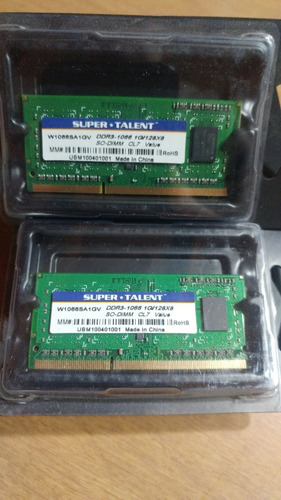 SUPER★TALENT
W1066SA1GV DDR3-1066 1G/128X8
SO-DIMM CL7 Value
MM# RoHS
USM100401001 Made in China
SUPER★TALENT
W1066SA1GV DDR3-1066 1G/128X8
SO-DIMM CL7 Value
MM# RoHS
USM100401001 Made in China